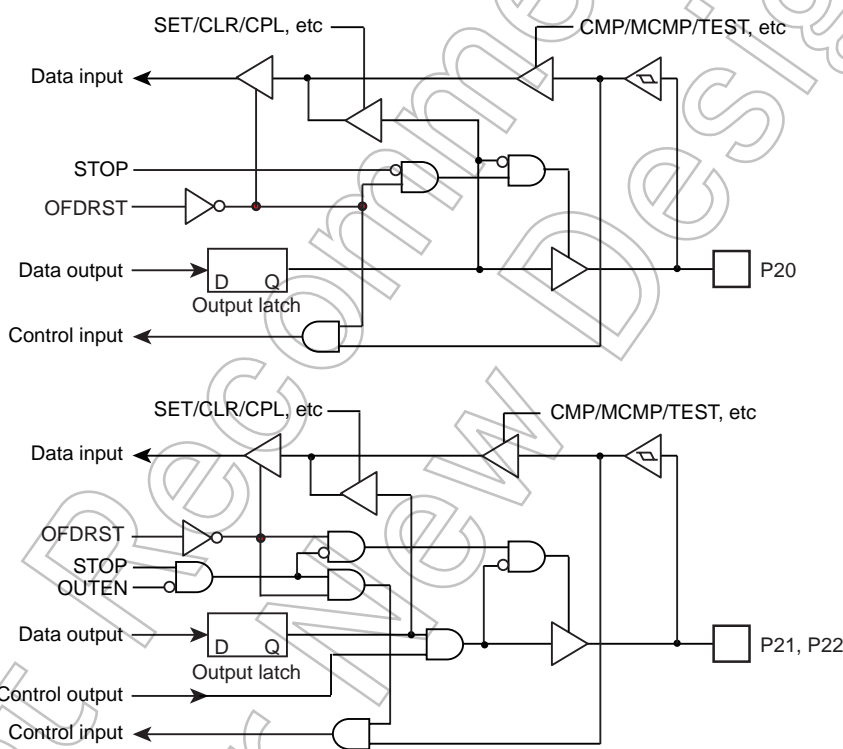 SET/CLR/CPL, etc
CMP/MCMP/TEST, etc
Data input
STOP
OFDRST
Data output
D Q
Output latch
P20
Control input
SET/CLR/CPL, etc
CMP/MCMP/TEST, etc
Data input
OFDRST
STOP
OUTEN
Data output
D Q
Output latch
P21, P22
Control output
Control input